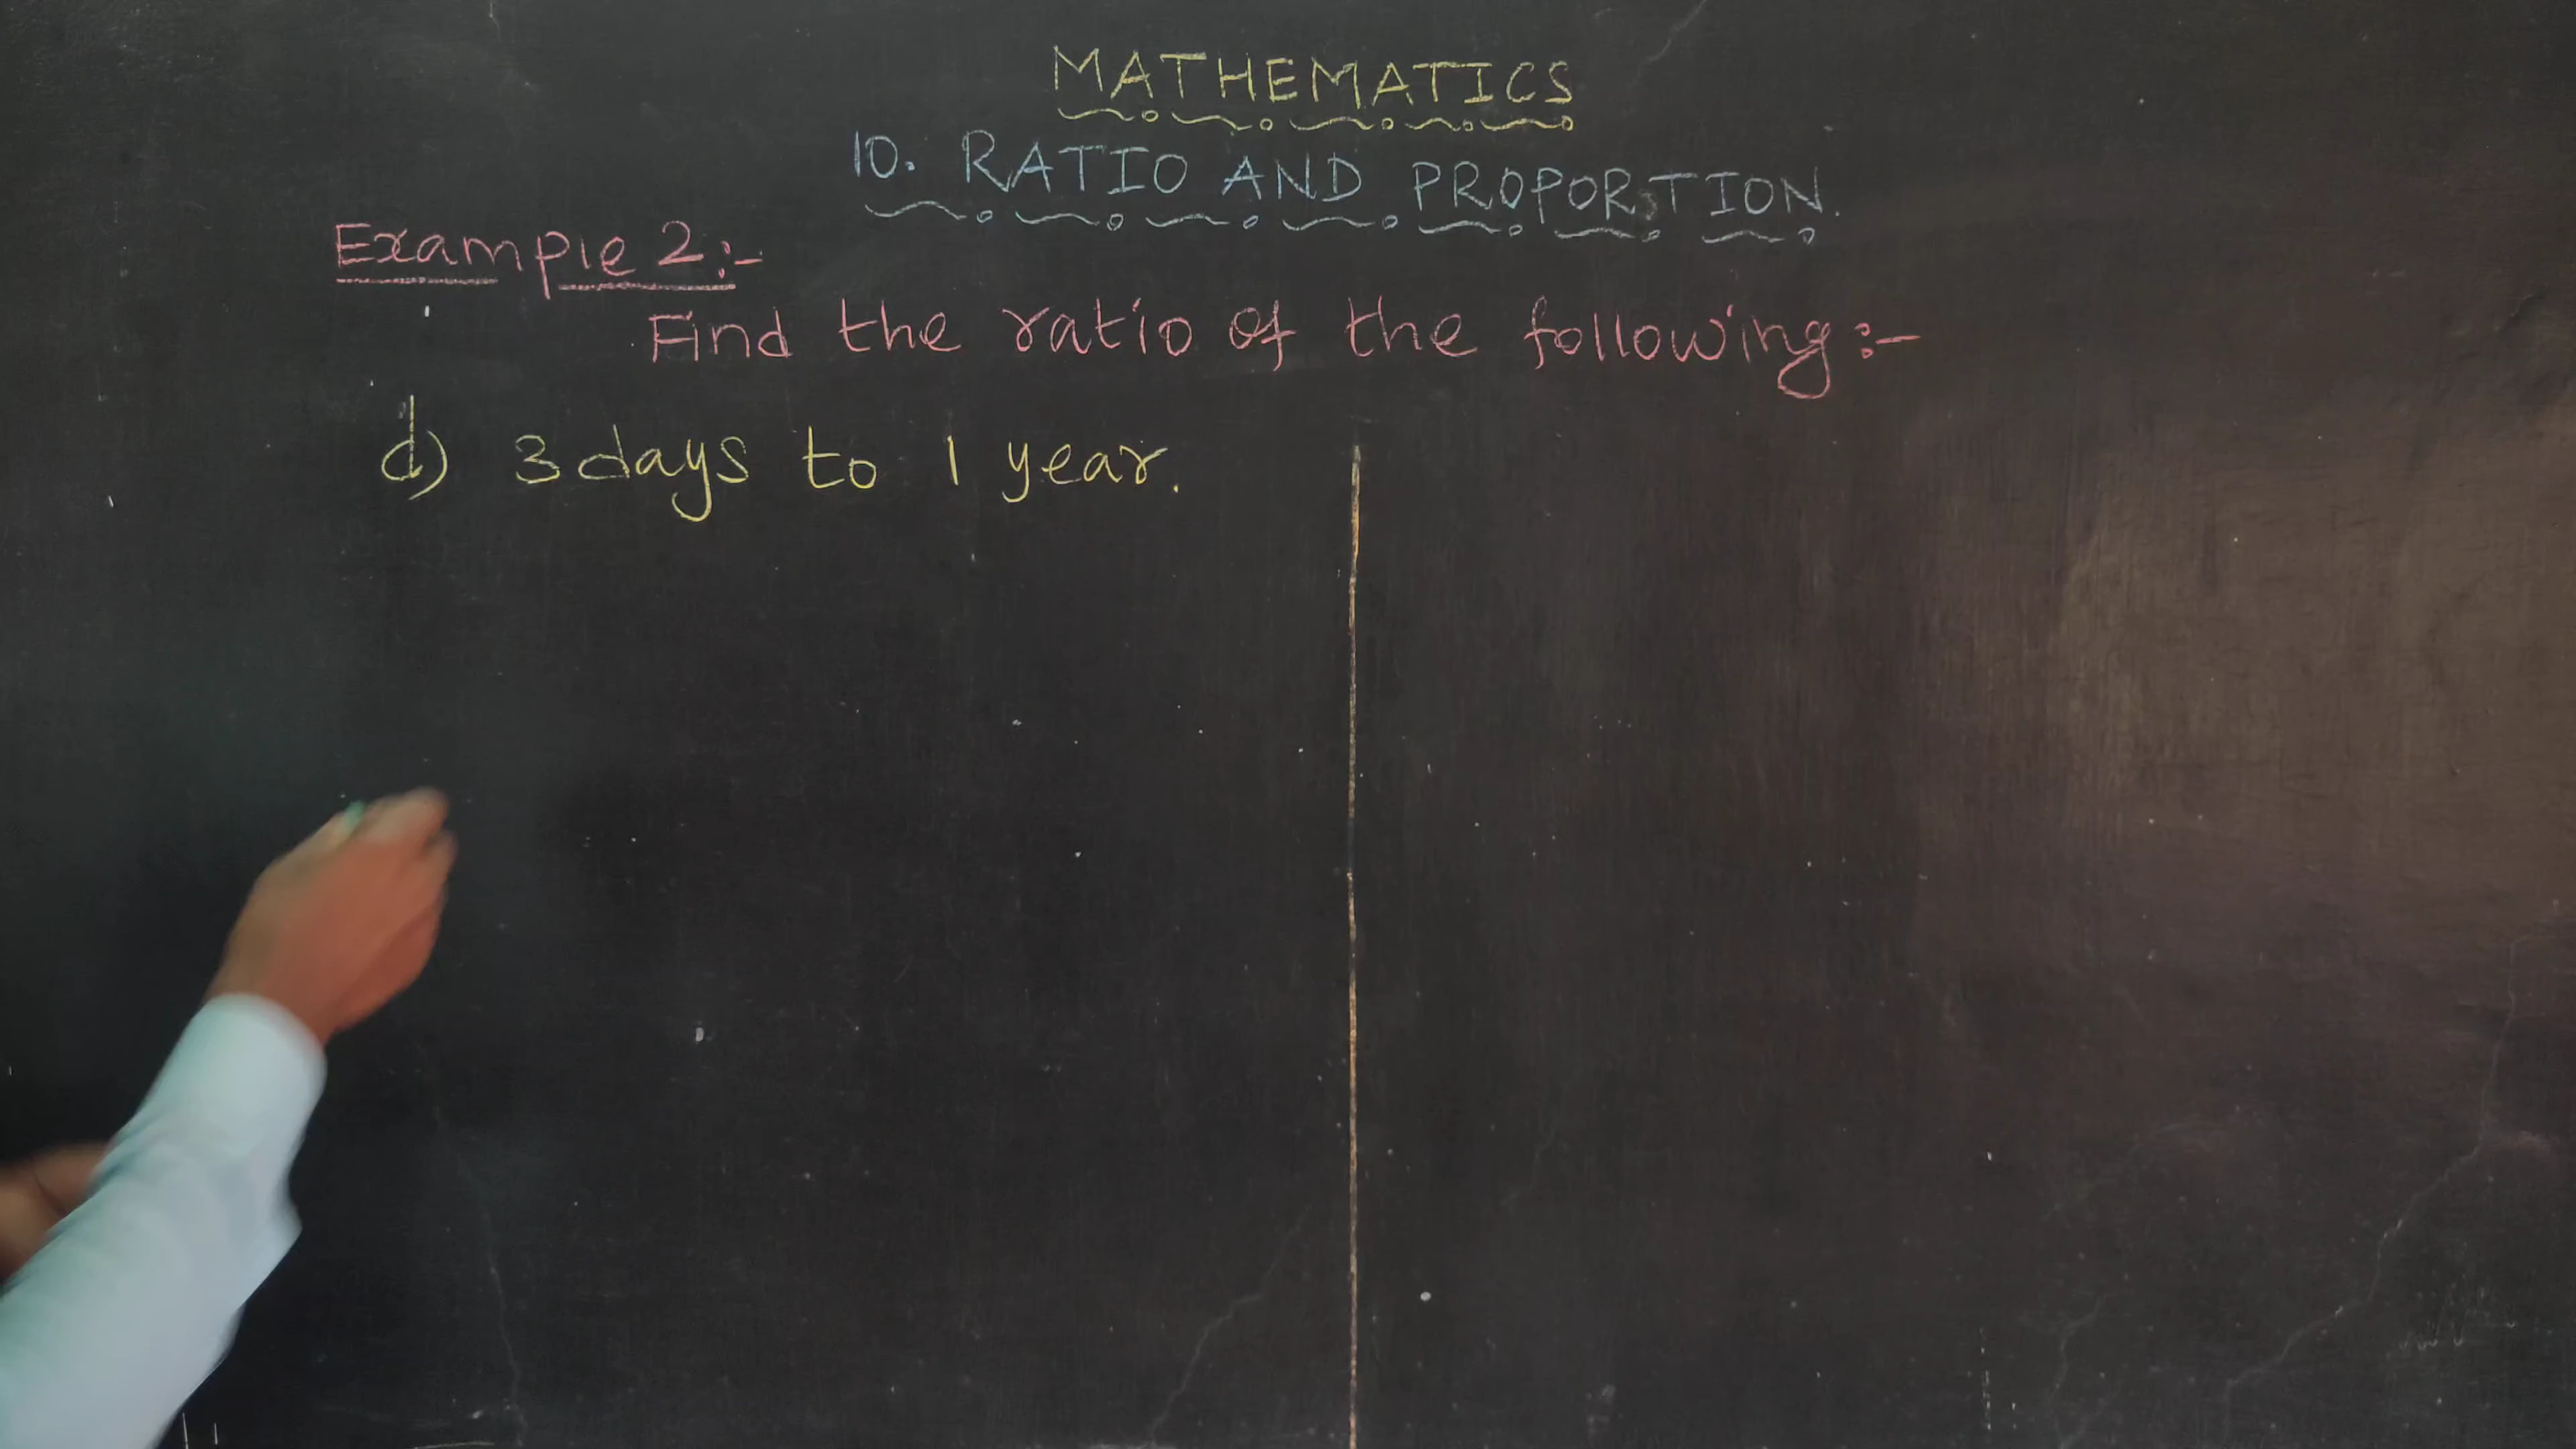 MATHEMATICS
10. RATIO AND PROPORTION.
Example 2:-
Find the ratio of the following:-
d) 3 days to 1 year.